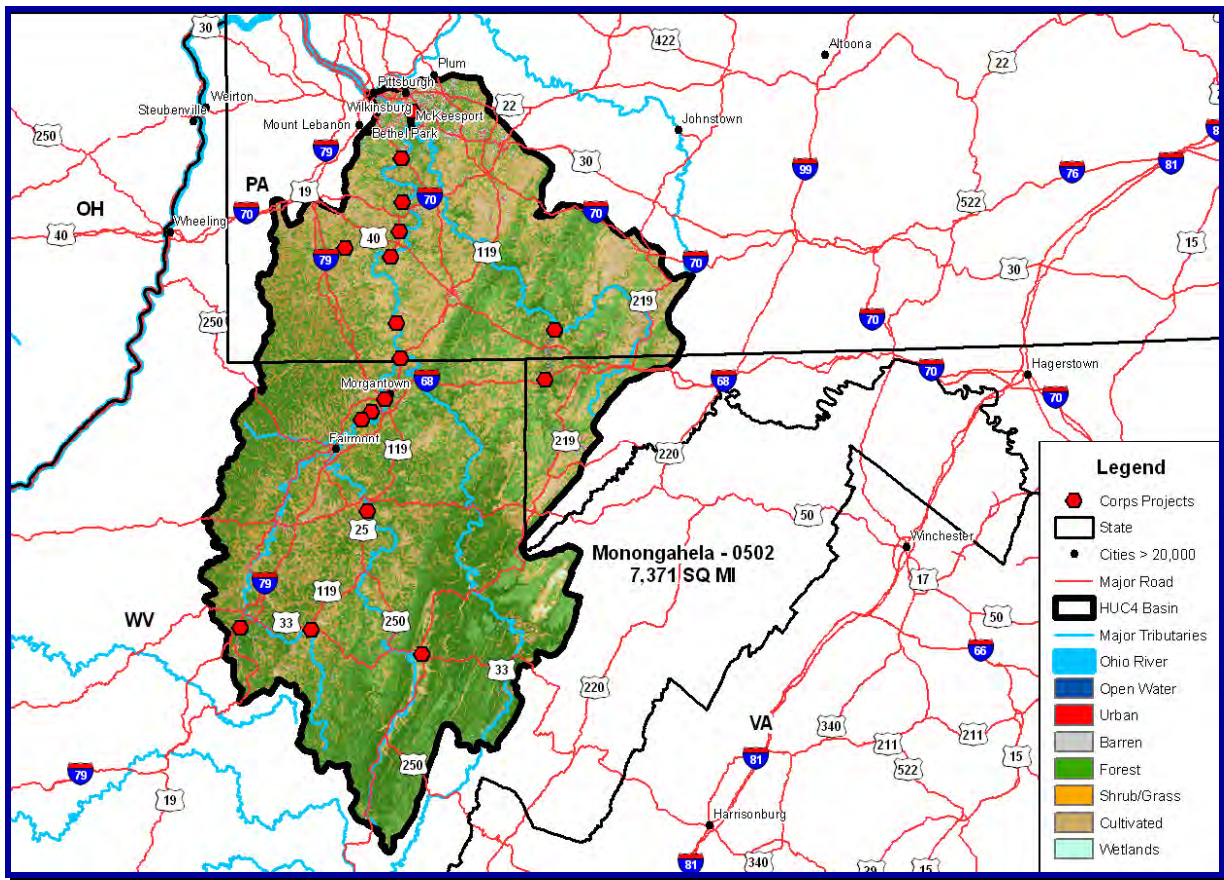 30
422
Altoona
22
Plum
Pittsburgh
Weirton
Wilkinsburg
22
Steubenville
McKeesport
Mount Lebanon
Johnstown
250
Bethel Park
79
30
81
99
76
PA
19
70
522
OH
70
70
Wheeling
40
40
119
15
79
70
30
219
250
70
Hagerstown
Morgantown
68
68
70
70
219
220
Fairmont
119
Legend
Corps Projects
50
State
25
Monongahela - 0502
7,371 SQ MI
Winchester
Cities > 20,000
79
17
Major Road
119
HUC4 Basin
WV
33
250
50
Major Tributaries
66
33
Ohio River
220
Open Water
VA
340
Urban
211
211
Barren
81
15
250
522
Forest
79
19
Shrub/Grass
Harrisonburg
Cultivated
81
340
29
15
Wetlands